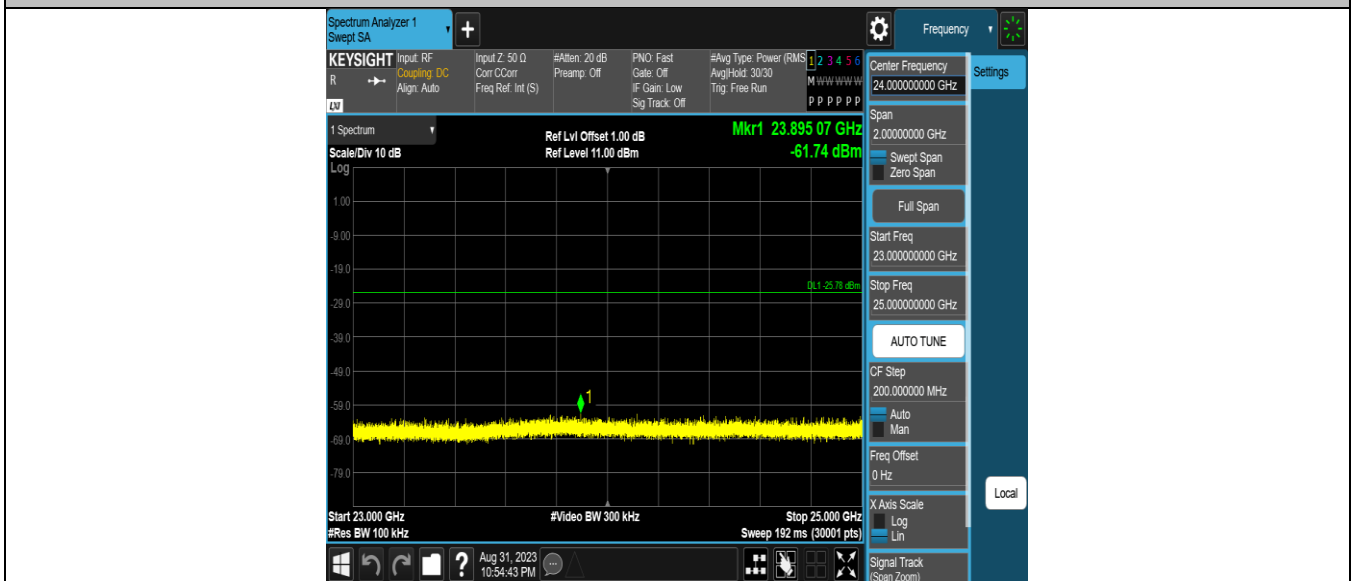 Spectrum Analyzer 1
Swept SA
+
Frequency
KEYSIGHT
R
LXI
Input: RF
Coupling: DC
Align: Auto
Input Z: 50 Ω
Corr CCorr
Freq Ref: Int (S)
#Atten: 20 dB
Preamp: Off
PNO: Fast
Gate: Off
IF Gain: Low
Sig Track: Off
#Avg Type: Power (RMS
Avg|Hold: 30/30
Trig: Free Run
1 2 3 4 5 6
M W W W W W
P P P P P P
1 Spectrum
Scale/Div 10 dB
Log
Ref Lvl Offset 1.00 dB
Ref Level 11.00 dBm
Mkr1 23.895 07 GHz
-61.74 dBm
1.00
-9.00
-19.0
DL1 -25.78 dBm
-29.0
-39.0
-49.0
1
-59.0
-69.0
-79.0
Start 23.000 GHz
#Res BW 100 kHz
#Video BW 300 kHz
Stop 25.000 GHz
Sweep 192 ms (30001 pts)
?
Aug 31, 2023
10:54:43 PM
Center Frequency
24.000000000 GHz
Settings
Span
2.00000000 GHz
Swept Span
Zero Span
Full Span
Start Freq
23.000000000 GHz
Stop Freq
25.000000000 GHz
AUTO TUNE
CF Step
200.000000 MHz
Auto
Man
Freq Offset
0 Hz
X Axis Scale
Log
Lin
Local
Signal Track
(Span Zoom)